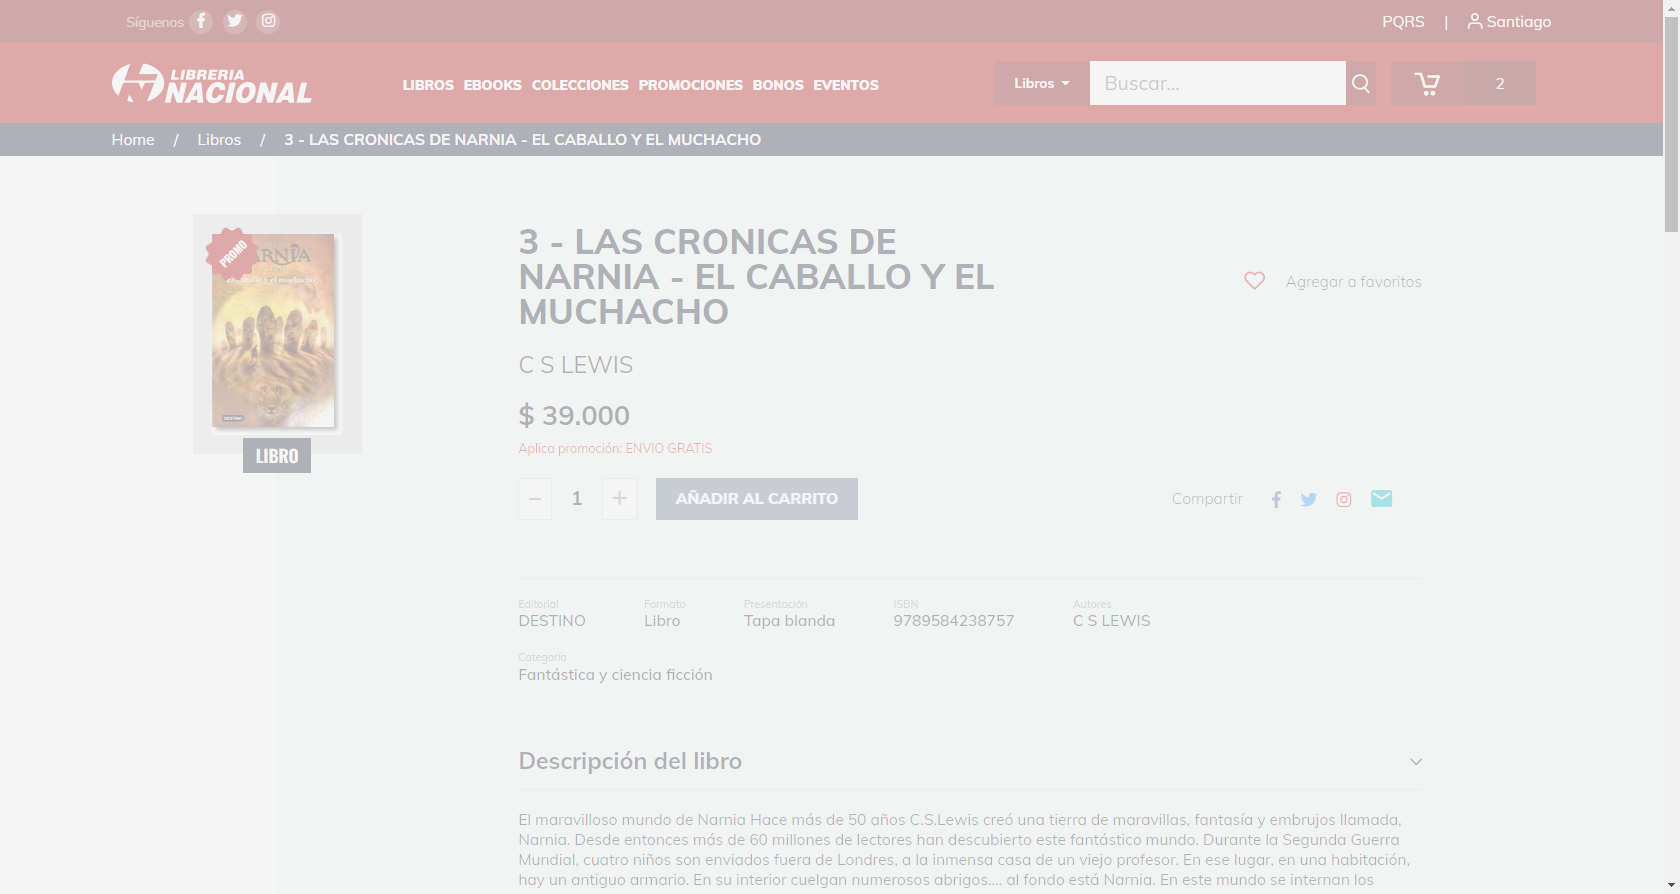 Síguenos
PQRS | Santiago
LIBRERIA
NACIONAL
LIBROS EBOOKS COLECCIONES PROMOCIONES BONOS EVENTOS
Libros
Buscar...
2
Home / Libros / 3 - LAS CRONICAS DE NARNIA - EL CABALLO Y EL MUCHACHO
PROMO
LIBRO
3 - LAS CRONICAS DE
NARNIA - EL CABALLO Y EL
MUCHACHO
Agregar a favoritos
C S LEWIS
$ 39.000
Aplica promoción: ENVIO GRATIS
− 1 +
AÑADIR AL CARRITO
Compartir
Editorial
DESTINO
Formato
Libro
Presentación
Tapa blanda
ISBN
9789584238757
Autores
C S LEWIS
Categoría
Fantástica y ciencia ficción
Descripción del libro
El maravilloso mundo de Narnia Hace más de 50 años C.S.Lewis creó una tierra de maravillas, fantasía y embrujos llamada,
Narnia. Desde entonces más de 60 millones de lectores han descubierto este fantástico mundo. Durante la Segunda Guerra
Mundial, cuatro niños son enviados fuera de Londres, a la inmensa casa de un viejo profesor. En ese lugar, en una habitación,
hay un antiguo armario. En su interior cuelgan numerosos abrigos.... al fondo está Narnia. En este mundo se internan los